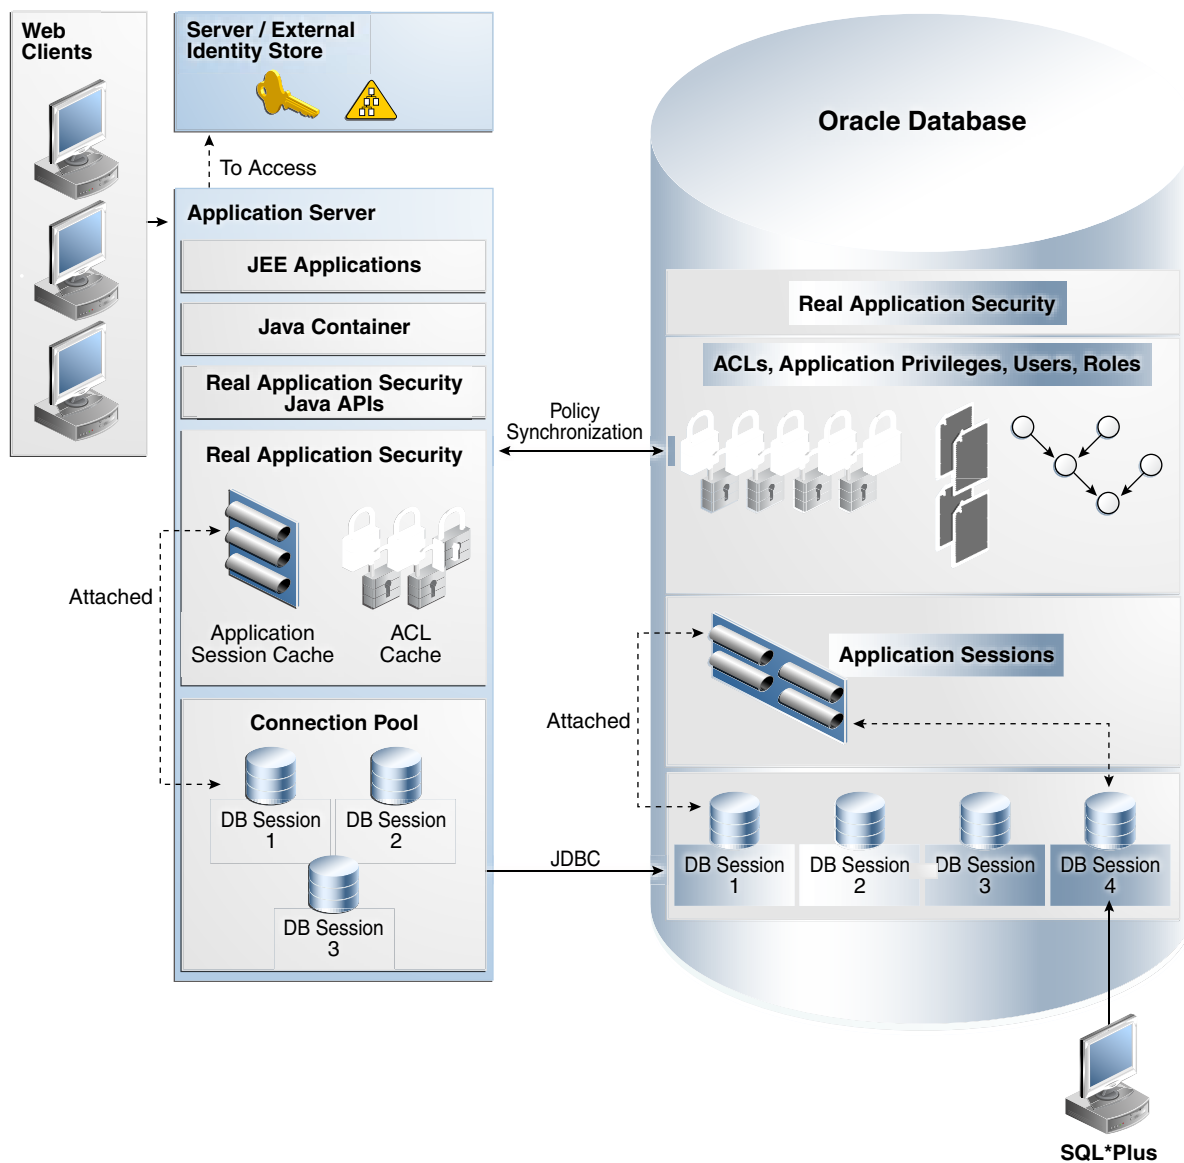 Web
Clients
Server / External
Identity Store
To Access
Application Server
JEE Applications
Java Container
Real Application Security
Java APIs
Real Application Security
Application
Session Cache
ACL
Cache
Attached
Connection Pool
DB Session
1
DB Session
2
DB Session
3
Policy
Synchronization
JDBC
Oracle Database
Real Application Security
ACLs, Application Privileges, Users, Roles
Application Sessions
Attached
DB Session
1
DB Session
2
DB Session
3
DB Session
4
SQL*Plus